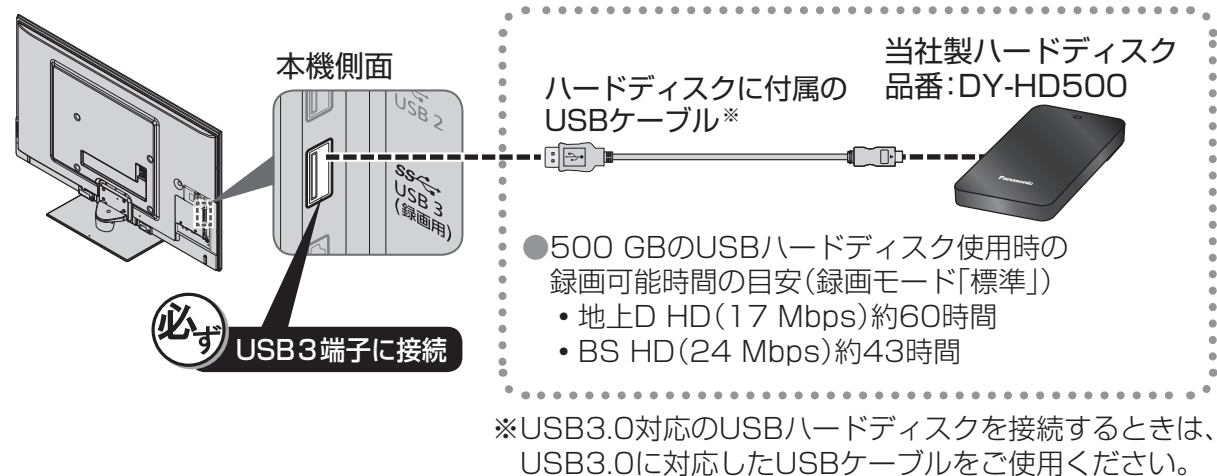 本機側面
USB 2
SS
USB 3
(録画用)
必ず
USB3端子に接続
ハードディスクに付属の
USBケーブル※
当社製ハードディスク
品番:DY-HD500
Panasonic
●500 GBのUSBハードディスク使用時の
録画可能時間の目安(録画モード「標準」)
・地上D HD(17 Mbps)約60時間
・BS HD(24 Mbps)約43時間
※USB3.0対応のUSBハードディスクを接続するときは、
USB3.0に対応したUSBケーブルをご使用ください。